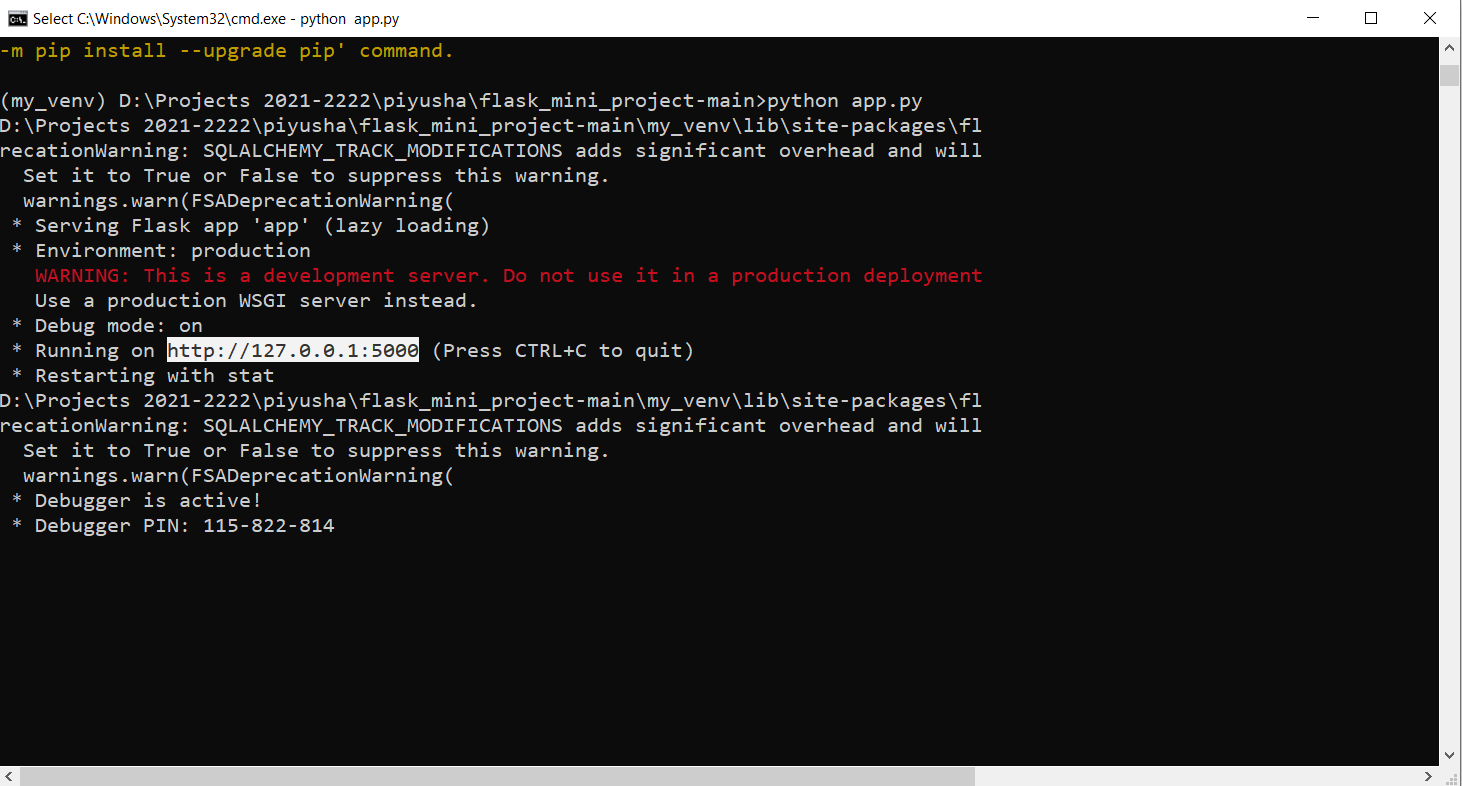 Select C:\Windows\System32\cmd.exe - python  app.py
-m pip install --upgrade pip' command.
(my_venv) D:\Projects 2021-2222\piyusha\flask_mini_project-main>python app.py
D:\Projects 2021-2222\piyusha\flask_mini_project-main\my_venv\lib\site-packages\fl
recationWarning: SQLALCHEMY_TRACK_MODIFICATIONS adds significant overhead and will
  Set it to True or False to suppress this warning.
  warnings.warn(FSADeprecationWarning(
 * Serving Flask app 'app' (lazy loading)
 * Environment: production
   WARNING: This is a development server. Do not use it in a production deployment
   Use a production WSGI server instead.
 * Debug mode: on
 * Running on http://127.0.0.1:5000 (Press CTRL+C to quit)
 * Restarting with stat
D:\Projects 2021-2222\piyusha\flask_mini_project-main\my_venv\lib\site-packages\fl
recationWarning: SQLALCHEMY_TRACK_MODIFICATIONS adds significant overhead and will
  Set it to True or False to suppress this warning.
  warnings.warn(FSADeprecationWarning(
 * Debugger is active!
 * Debugger PIN: 115-822-814